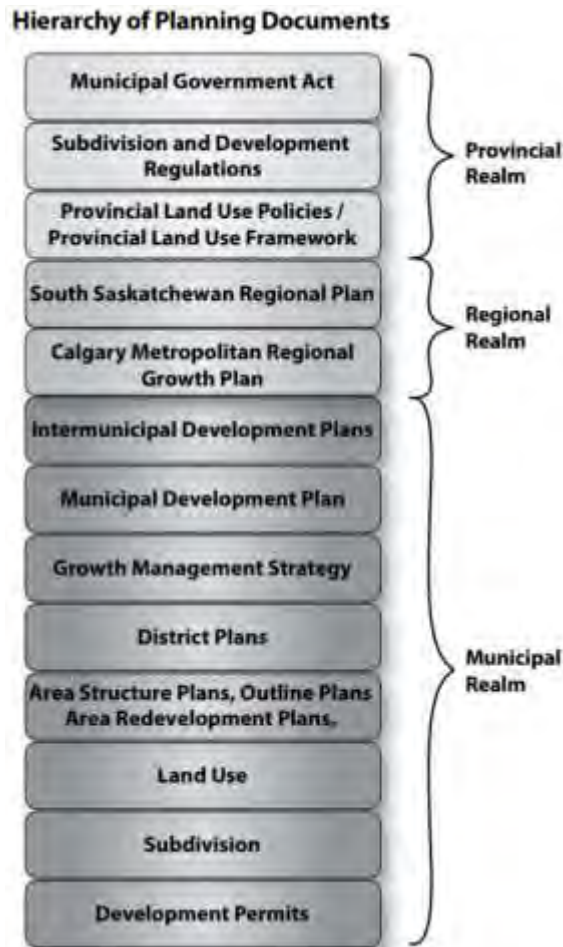 Hierarchy of Planning Documents
Municipal Government Act
Subdivision and Development
Regulations
Provincial Land Use Policies /
Provincial Land Use Framework
Provincial
Realm
South Saskatchewan Regional Plan
Calgary Metropolitan Regional
Growth Plan
Regional
Realm
Intermunicipal Development Plans
Municipal Development Plan
Growth Management Strategy
District Plans
Area Structure Plans, Outline Plans
Area Redevelopment Plans,
Land Use
Subdivision
Development Permits
Municipal
Realm